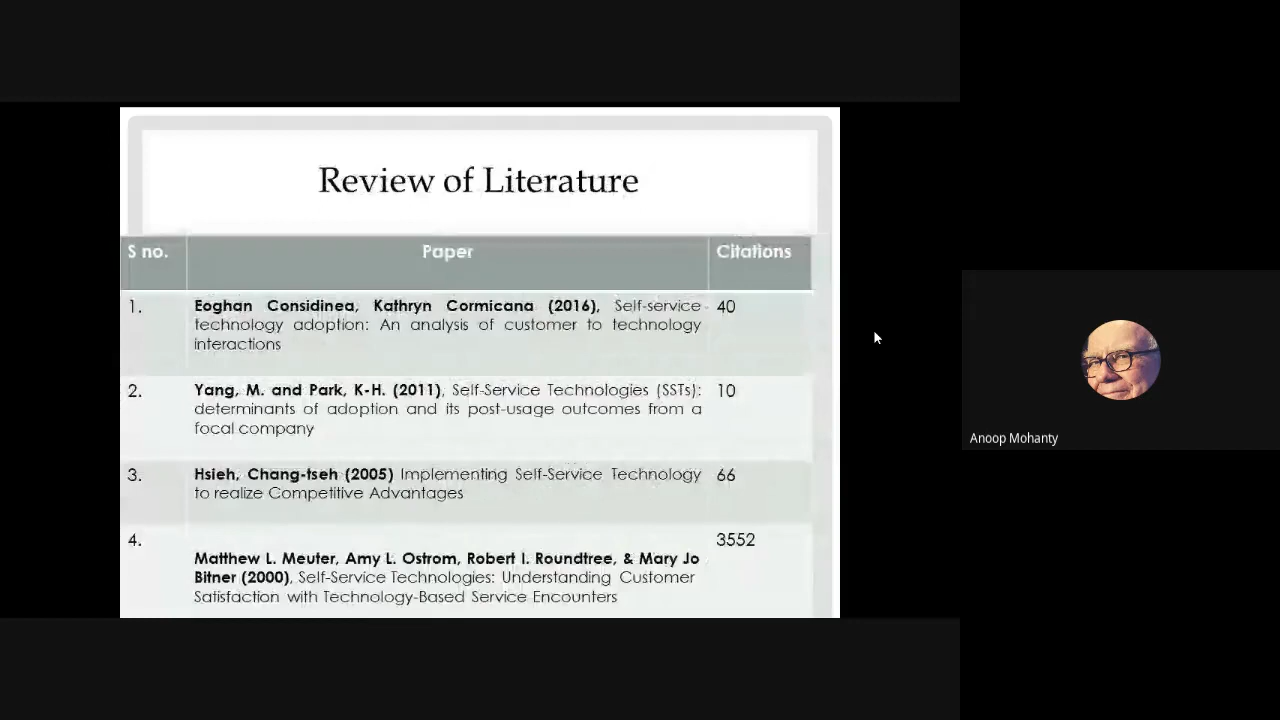 Review of Literature
S no. Paper Citations
1. Eoghan Considinea, Kathryn Cormicana (2016), Self-service 40
technology adoption: An analysis of customer to technology
interactions
2. Yang, M. and Park, K-H. (2011), Self-Service Technologies (SSTs): 10
determinants of adoption and its post-usage outcomes from a
focal company
3. Hsieh, Chang-tseh (2005) Implementing Self-Service Technology 66
to realize Competitive Advantages
4. 3552
Matthew L. Meuter, Amy L. Ostrom, Robert I. Roundtree, & Mary Jo
Bitner (2000), Self-Service Technologies: Understanding Customer
Satisfaction with Technology-Based Service Encounters
Anoop Mohanty